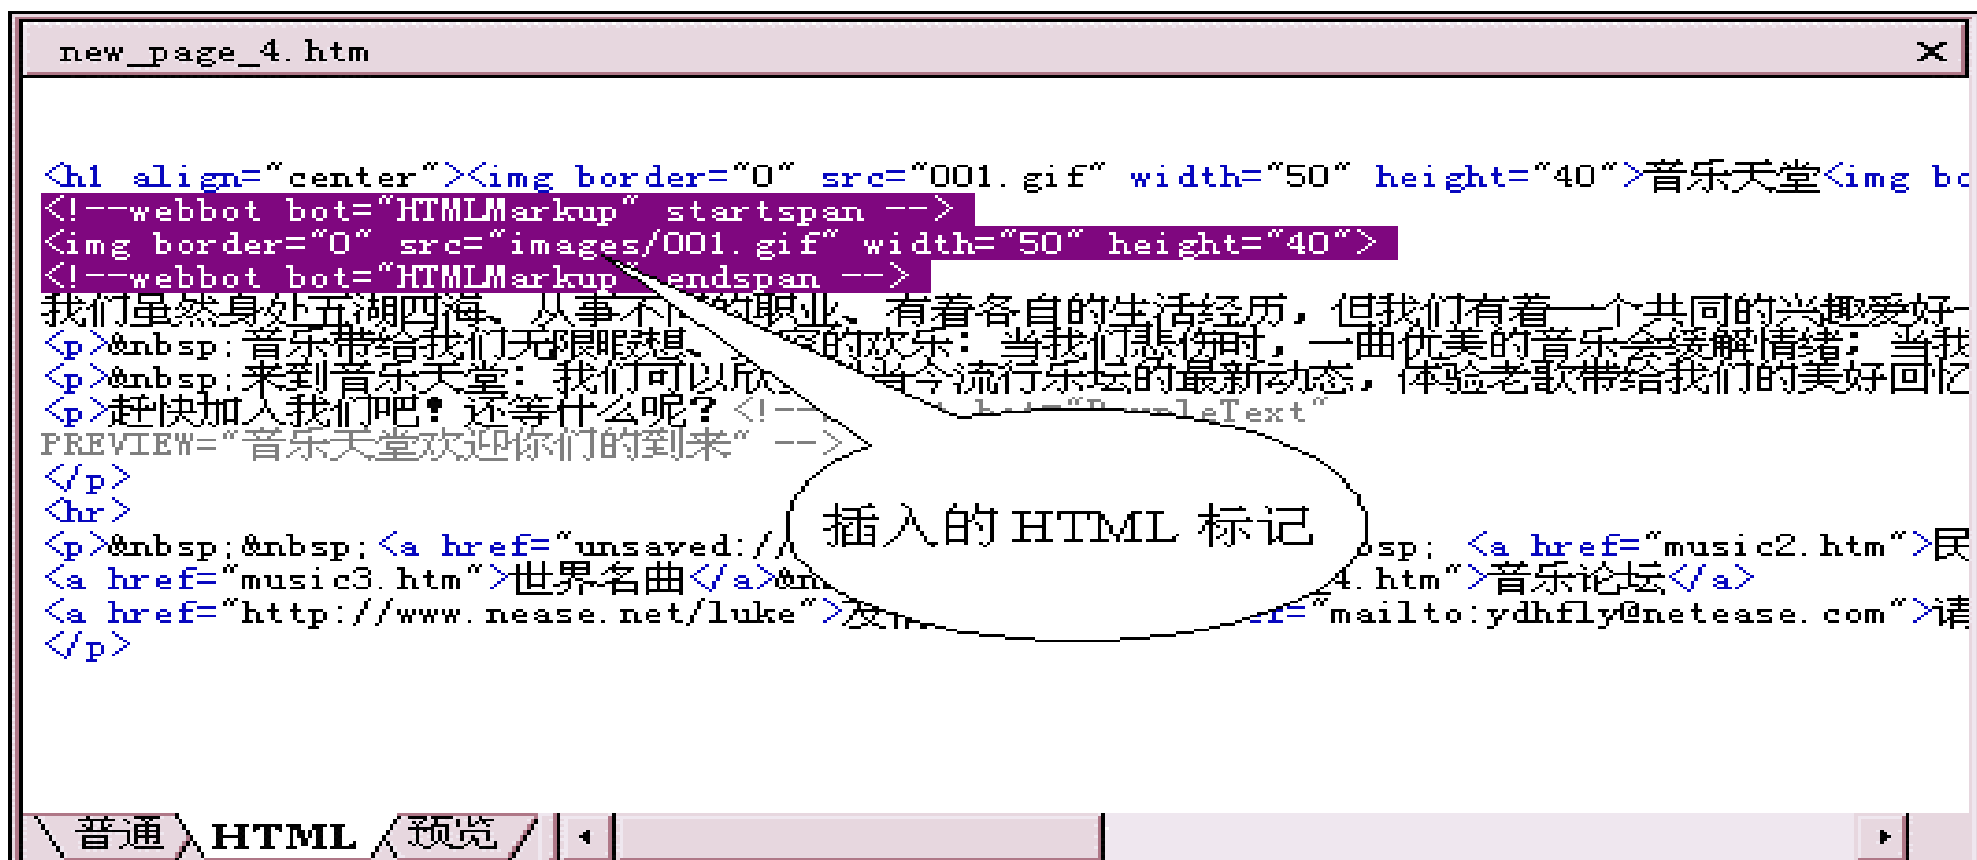 new_page_4.htm
<h1 align="center"><img border="0" src="001.gif" width="50" height="40">音乐天堂<img bo
<!--webbot bot="HTMLMarkup" startspan -->
<img border="0" src="images/001.gif" width="50" height="40">
<!--webbot bot="HTMLMarkup" endspan -->
我们虽然身处五湖四海、从事不同的职业、有着各自的生活经历，但我们有着一个共同的兴趣爱好
<p>&nbsp;音乐带给我们无限暇想、的欢乐：当我们悲伤时，一曲优美的音乐会缓解情绪；当我
<p>&nbsp;来到音乐天堂：我们可以欣当今流行乐坛的最新动态，体验老歌带给我们的美好回忆
<p>赶快加入我们吧！还等什么呢？<!-- bot="PurpleText"
PREVIEW="音乐天堂欢迎你们的到来" -->
</p>
<hr>
<p>&nbsp;&nbsp;<a href="unsaved:// <a href="music2.htm">民
<a href="music3.htm">世界名曲</a> 4.htm">音乐论坛</a>
<a href="http://www.nease.net/luke"> "mailto:ydhfly@netease.com">请
</p>
插入的 HTML 标记
普通 HTML 预览